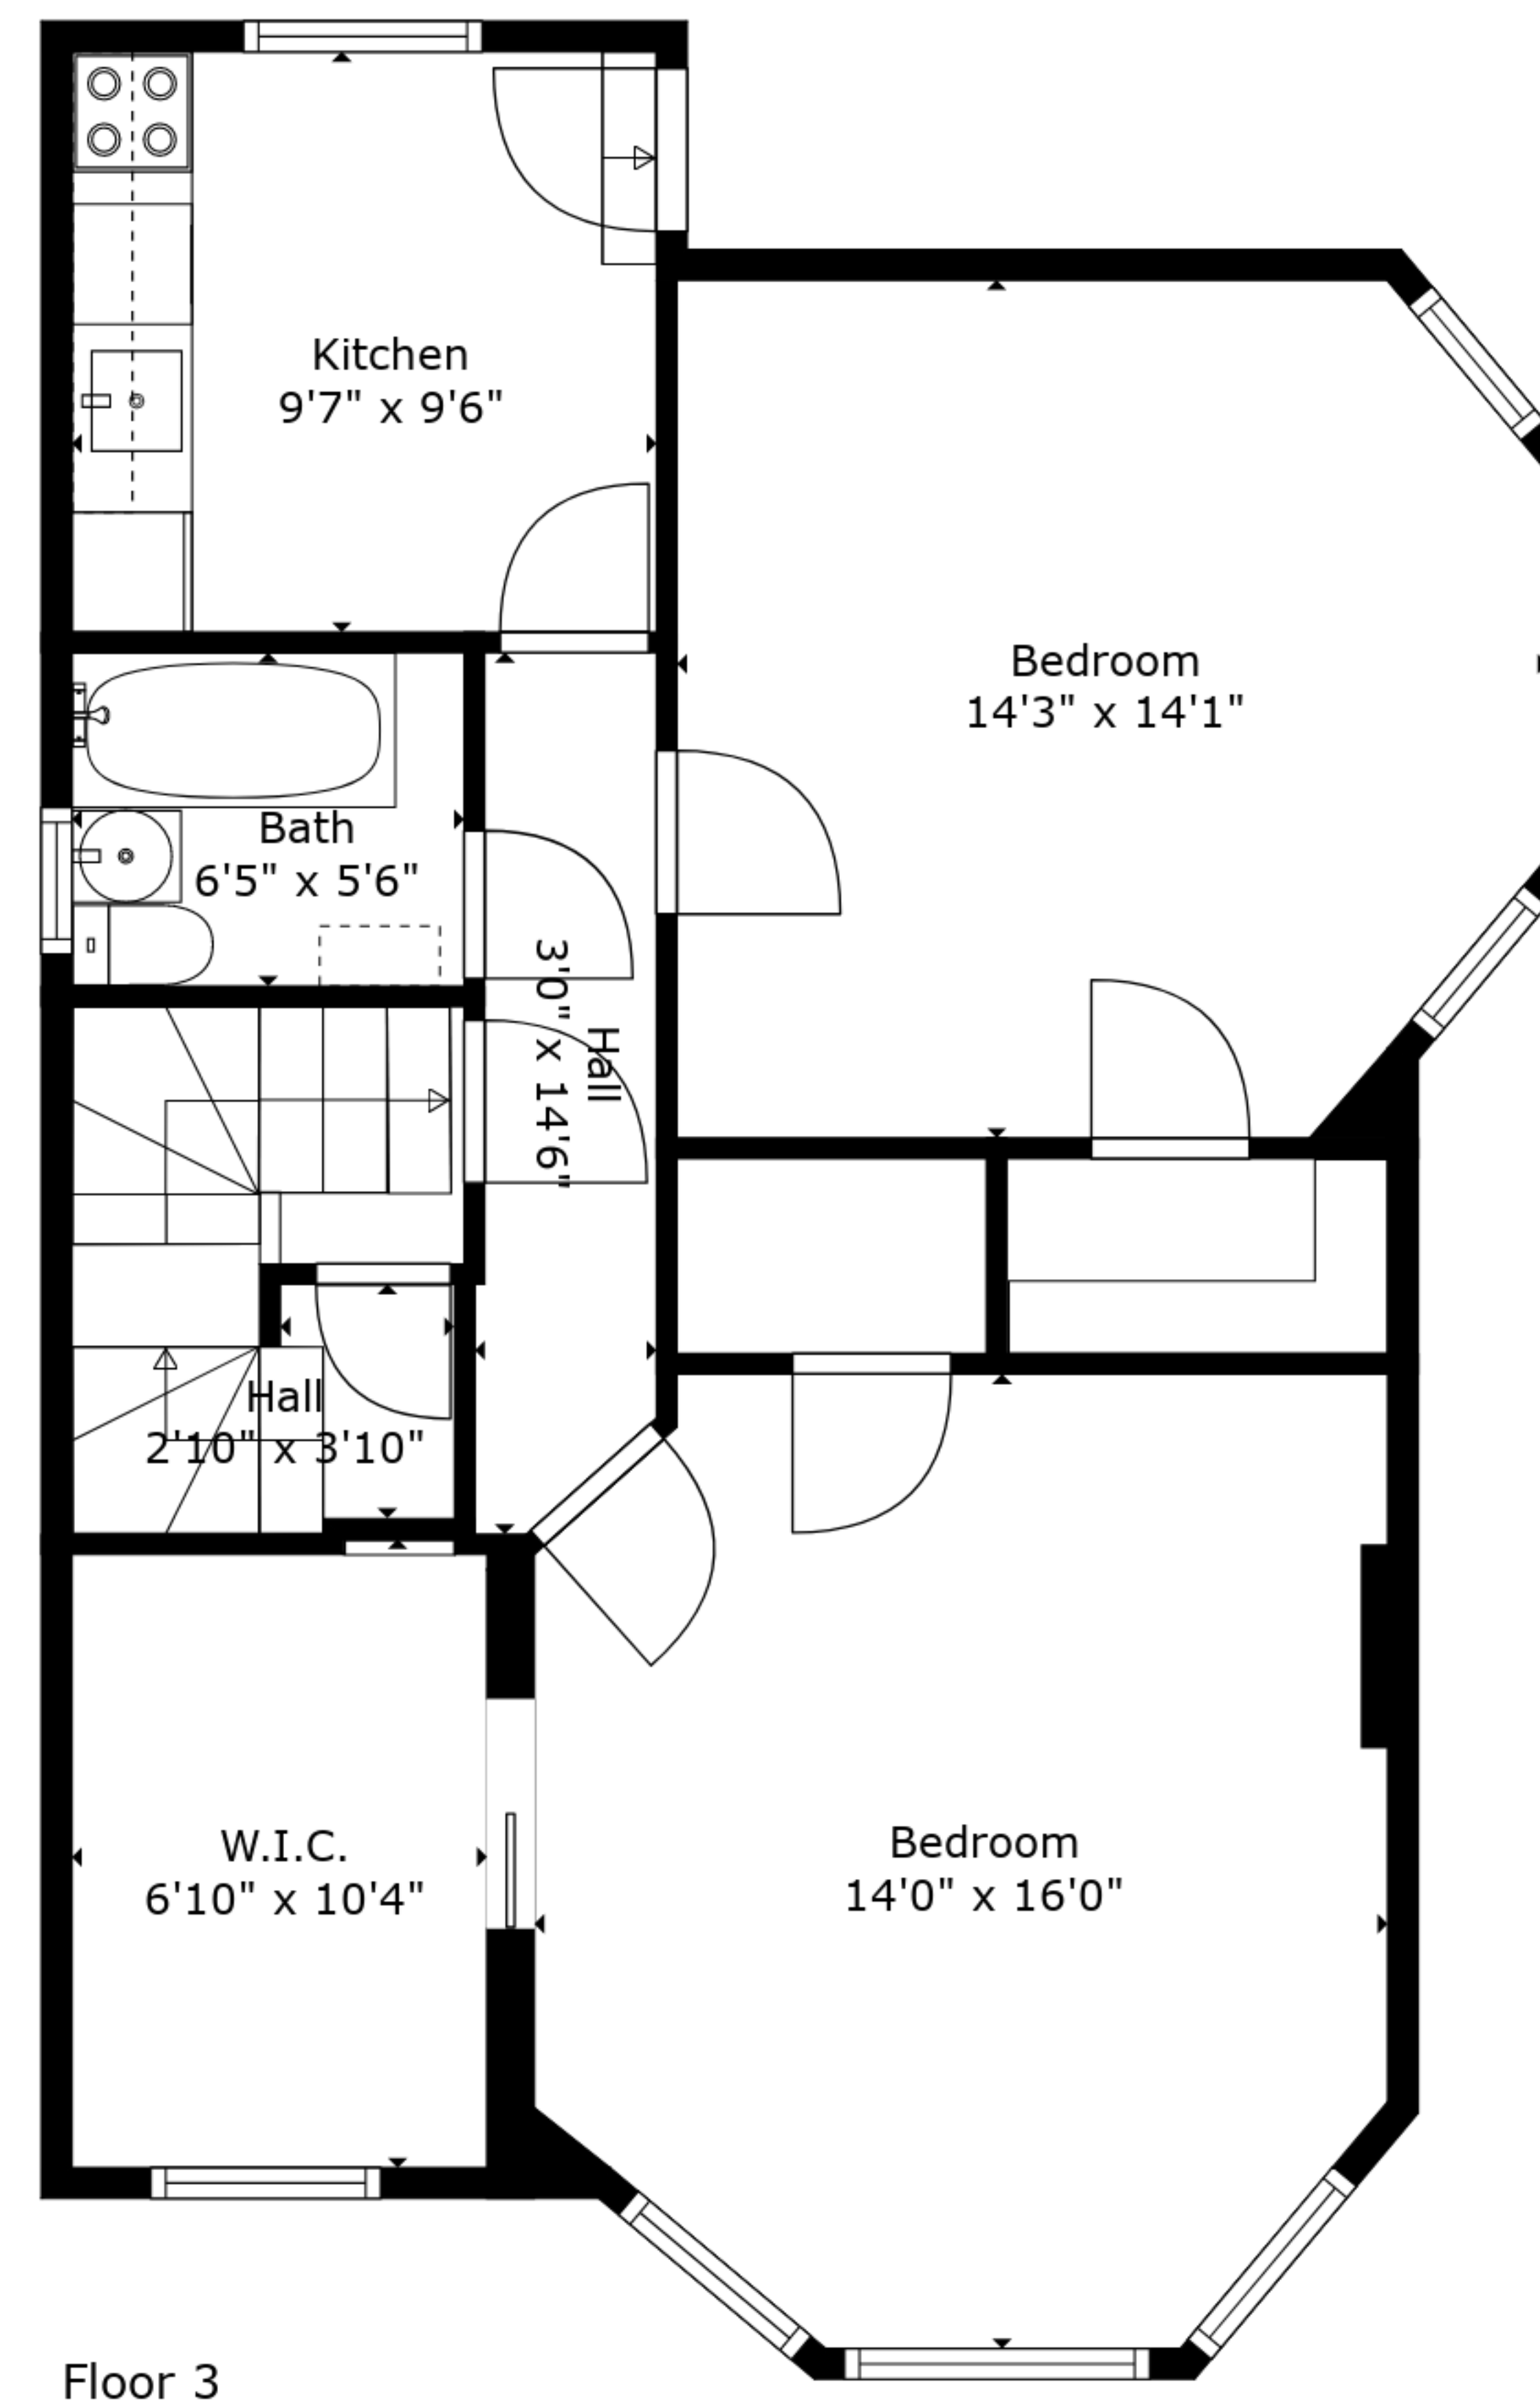 Kitchen
9'7" x 9'6"
Bedroom
14'3" x 14'1"
Bath
6'5" x 5'6"
Hall
3'0" x 14'6"
Hall
2'10" x 3'10"
W.I.C.
6'10" x 10'4"
Bedroom
14'0" x 16'0"
Floor 3